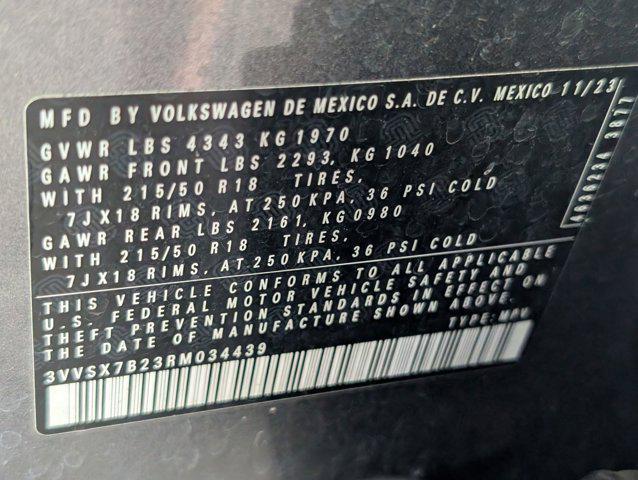 MFD BY VOLKSWAGEN DE MEXICO S.A. DE C.V. MEXICO 11/23
GVWR LBS 4343 KG 1970
GAWR FRONT LBS 2293, KG 1040
WITH 215/50 R18 TIRES,
7JX18 RIMS, AT 250 KPA, 36 PSI COLD
GAWR REAR LBS 2161, KG 0980
WITH 215/50 R18 TIRES,
7JX18 RIMS, AT 250 KPA, 36 PSI COLD
THIS VEHICLE CONFORMS TO ALL APPLICABLE
U.S. FEDERAL MOTOR VEHICLE SAFETY AND
THEFT PREVENTION STANDARDS IN EFFECT ON
THE DATE OF MANUFACTURE SHOWN ABOVE.
TYPE: MPV
3VVSX7B23RM034439